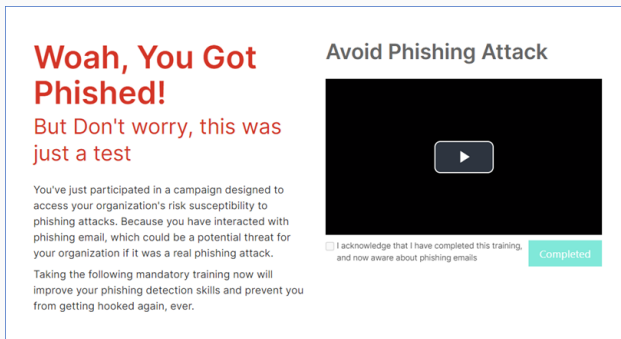 Woah, You Got
Phished!
But Don't worry, this was
just a test
You've just participated in a campaign designed to
access your organization's risk susceptibility to
phishing attacks. Because you have interacted with
phishing email, which could be a potential threat for
your organization if it was a real phishing attack.
Taking the following mandatory training now will
improve your phishing detection skills and prevent you
from getting hooked again, ever.
Avoid Phishing Attack
I acknowledge that I have completed this training,
and now aware about phishing emails
Completed